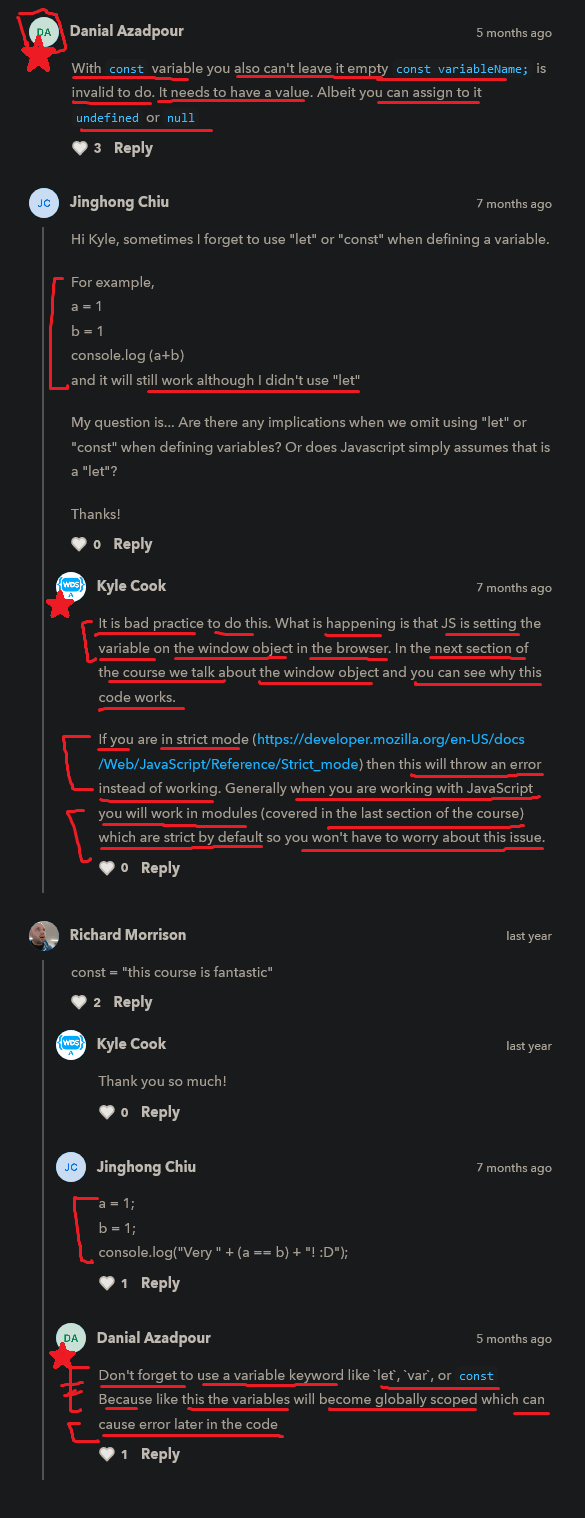 DA Danial Azadpour 5 months ago
With const variable you also can't leave it empty const variableName; is
invalid to do. It needs to have a value. Albeit you can assign to it
undefined or null
3 Reply
JC Jinghong Chiu 7 months ago
Hi Kyle, sometimes I forget to use "let" or "const" when defining a variable.
For example,
a = 1
b = 1
console.log (a+b)
and it will still work although I didn't use "let"
My question is... Are there any implications when we omit using "let" or
"const" when defining variables? Or does Javascript simply assumes that is
a "let"?
Thanks!
0 Reply
WDS Kyle Cook 7 months ago
A
It is bad practice to do this. What is happening is that JS is setting the
variable on the window object in the browser. In the next section of
the course we talk about the window object and you can see why this
code works.
If you are in strict mode (https://developer.mozilla.org/en-US/docs
/Web/JavaScript/Reference/Strict_mode) then this will throw an error
instead of working. Generally when you are working with JavaScript
you will work in modules (covered in the last section of the course)
which are strict by default so you won't have to worry about this issue.
0 Reply
Richard Morrison last year
const = "this course is fantastic"
2 Reply
WDS Kyle Cook last year
A
Thank you so much!
0 Reply
JC Jinghong Chiu 7 months ago
a = 1;
b = 1;
console.log("Very " + (a == b) + "! :D");
1 Reply
DA Danial Azadpour 5 months ago
Don't forget to use a variable keyword like `let`, `var`, or const
Because like this the variables will become globally scoped which can
cause error later in the code
1 Reply